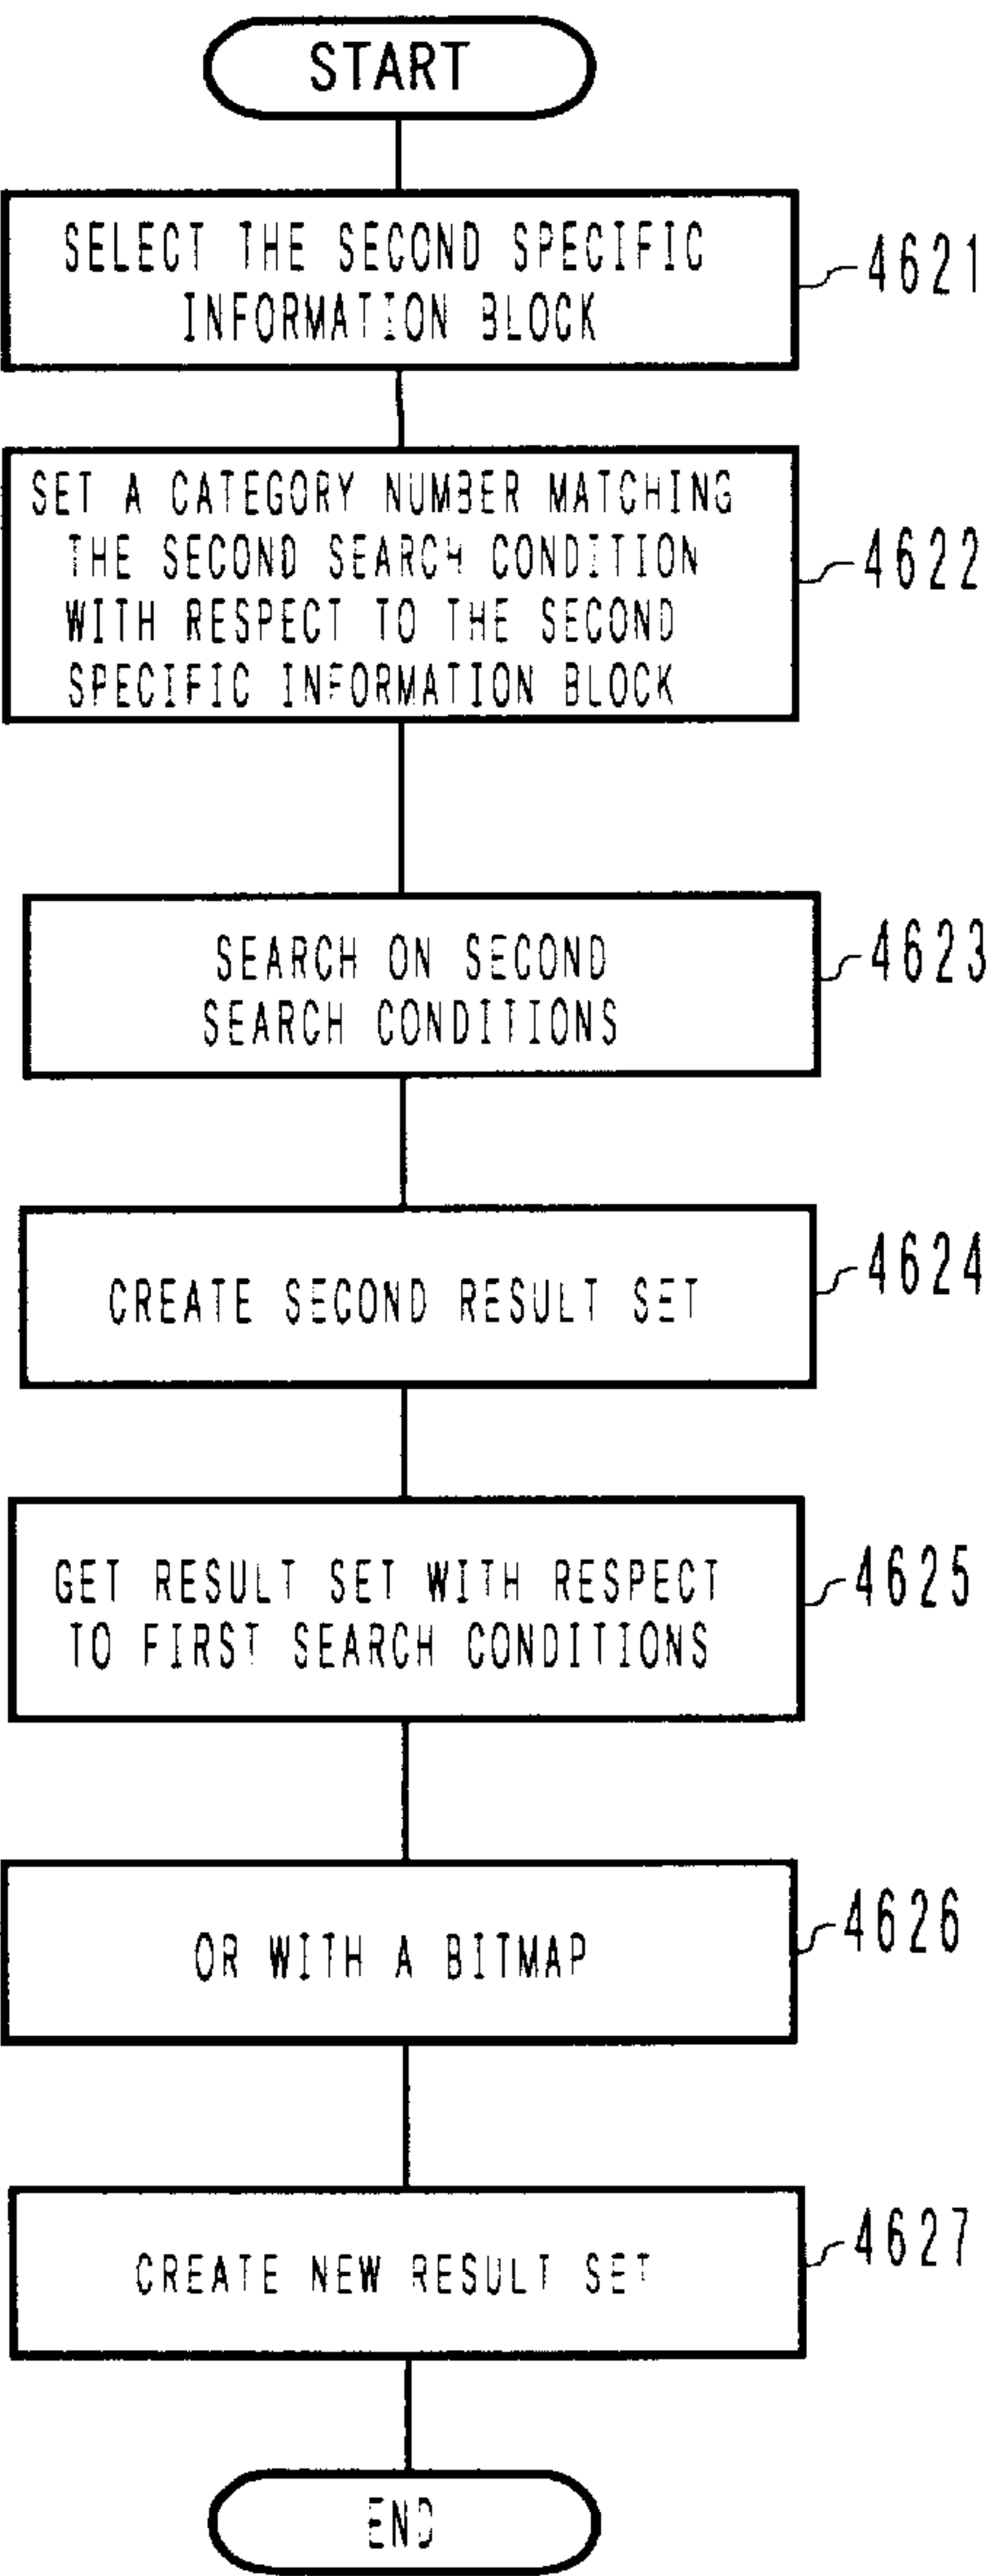 START
SELECT THE SECOND SPECIFIC
INFORMATION BLOCK
4621
SET A CATEGORY NUMBER MATCHING
THE SECOND SEARCH CONDITION
WITH RESPECT TO THE SECOND
SPECIFIC INFORMATION BLOCK
4622
SEARCH ON SECOND
SEARCH CONDITIONS
4623
CREATE SECOND RESULT SET
4624
GET RESULT SET WITH RESPECT
TO FIRST SEARCH CONDITIONS
4625
OR WITH A BITMAP
4626
CREATE NEW RESULT SET
4627
END